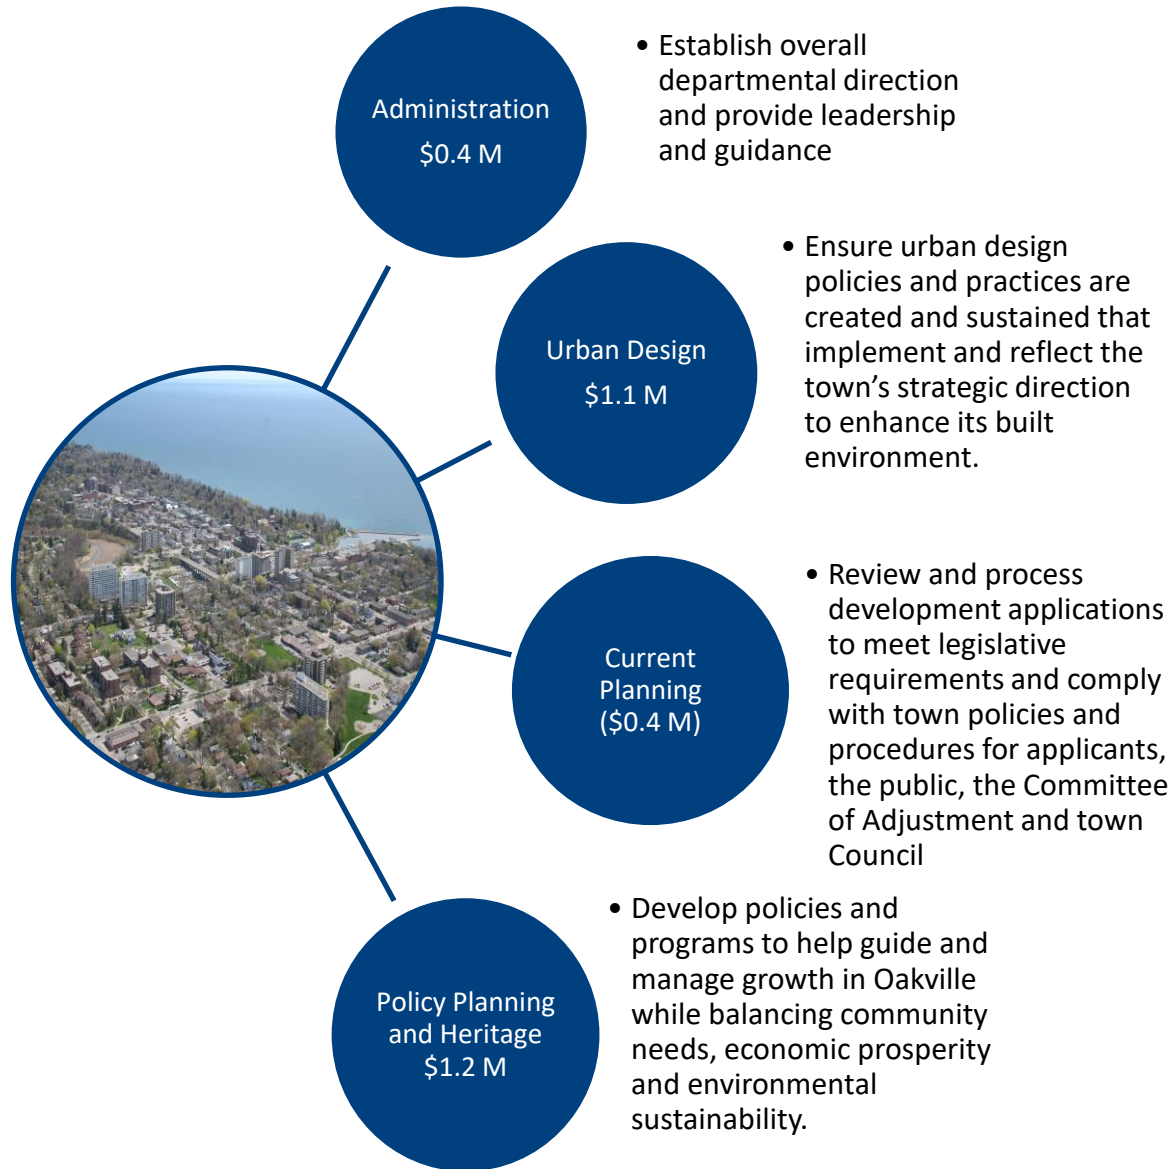 Administration
$0.4 M
• Establish overall
departmental direction
and provide leadership
and guidance
Urban Design
$1.1 M
• Ensure urban design
policies and practices are
created and sustained that
implement and reflect the
town’s strategic direction
to enhance its built
environment.
Current
Planning
($0.4 M)
• Review and process
development applications
to meet legislative
requirements and comply
with town policies and
procedures for applicants,
the public, the Committee
of Adjustment and town
Council
Policy Planning
and Heritage
$1.2 M
• Develop policies and
programs to help guide and
manage growth in Oakville
while balancing community
needs, economic prosperity
and environmental
sustainability.